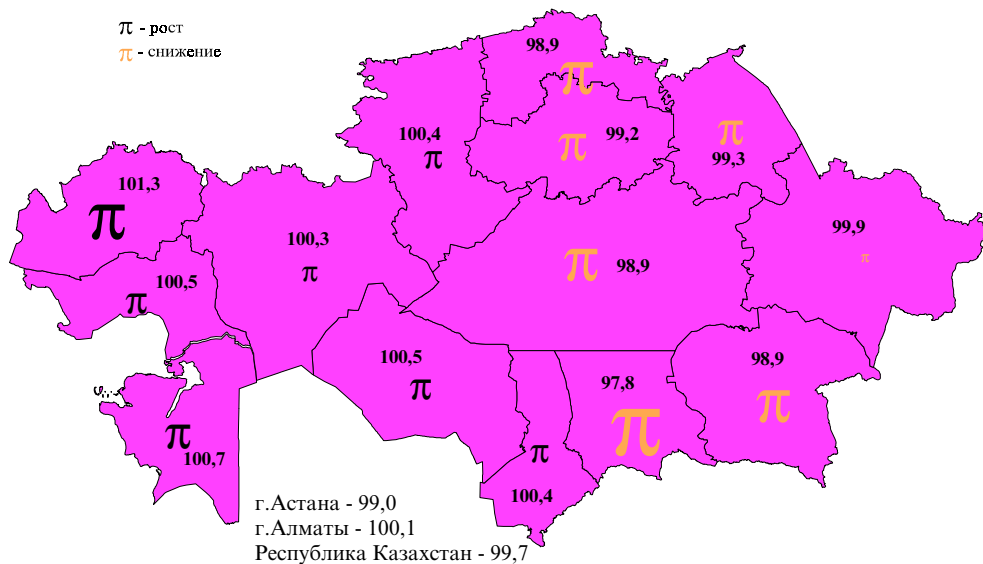 π - рост
π - снижение
98,9
π
100,4
π
π
99,2
π
99,3
101,3
π
99,9
π
100,3
π
π
98,9
100,5
π
100,5
π
98,9
π
97,8
π
π
100,7
π
100,4
г.Астана - 99,0
г.Алматы - 100,1
Республика Казахстан - 99,7